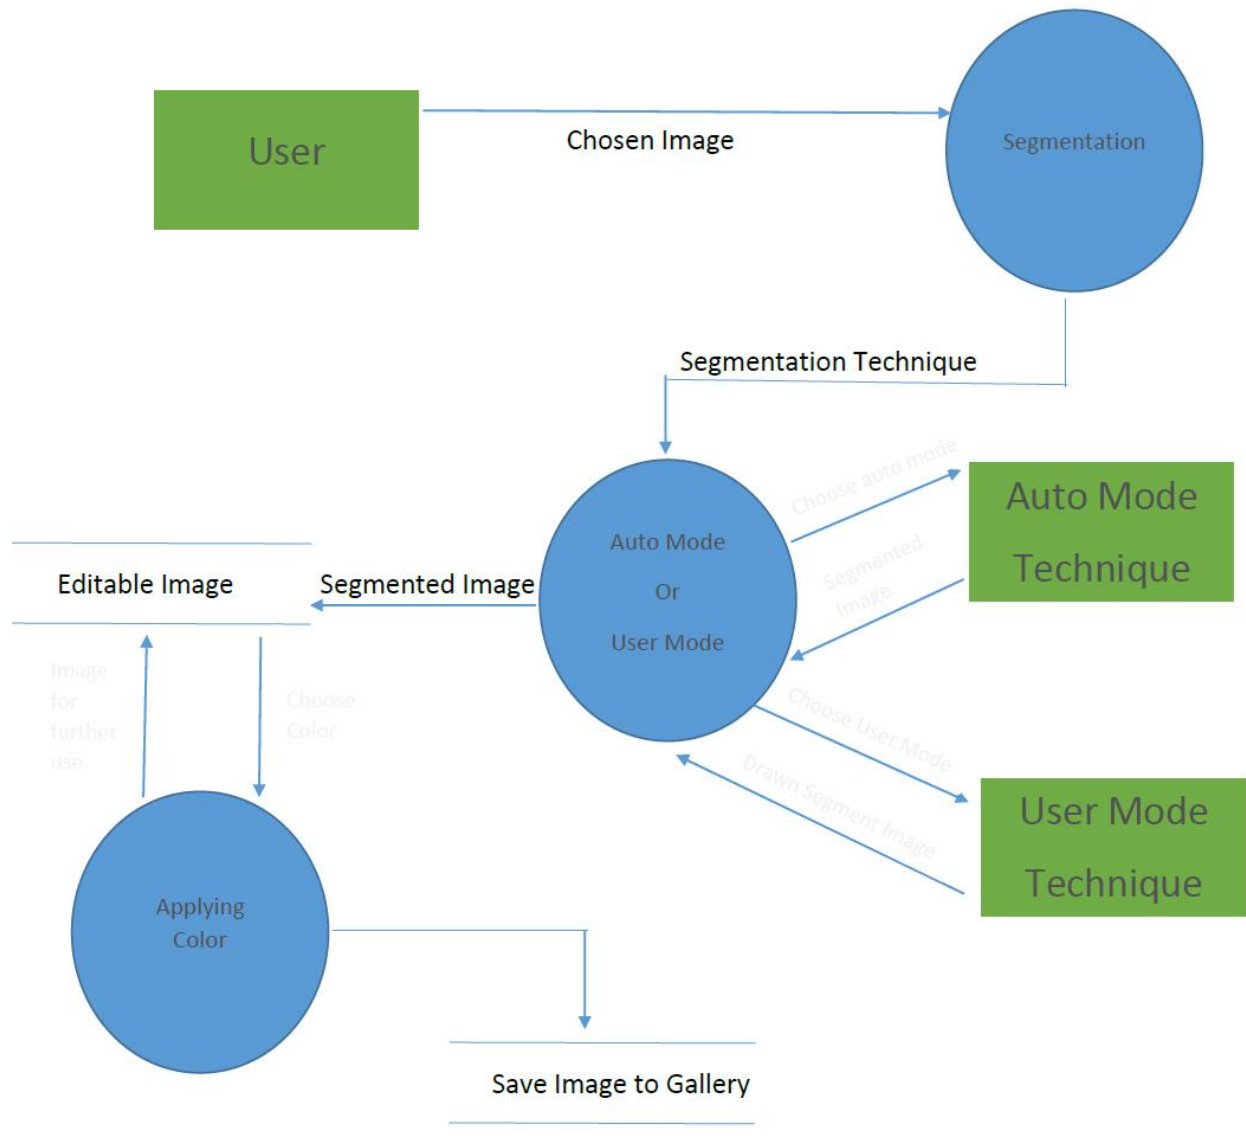 User
Chosen Image
Segmentation
Segmentation Technique
Choose auto mode
Auto Mode
Technique
Auto Mode
Or
User Mode
Segmented
Image
Editable Image
Segmented Image
Image
for
further
use
Choose
Color
Choose User Mode
Drawn Segment Image
User Mode
Technique
Applying
Color
Save Image to Gallery